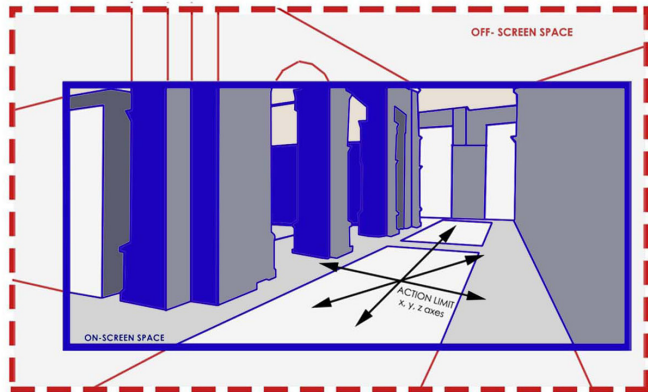 OFF- SCREEN SPACE
ACTION LIMIT
x, y, z axes
ON-SCREEN SPACE